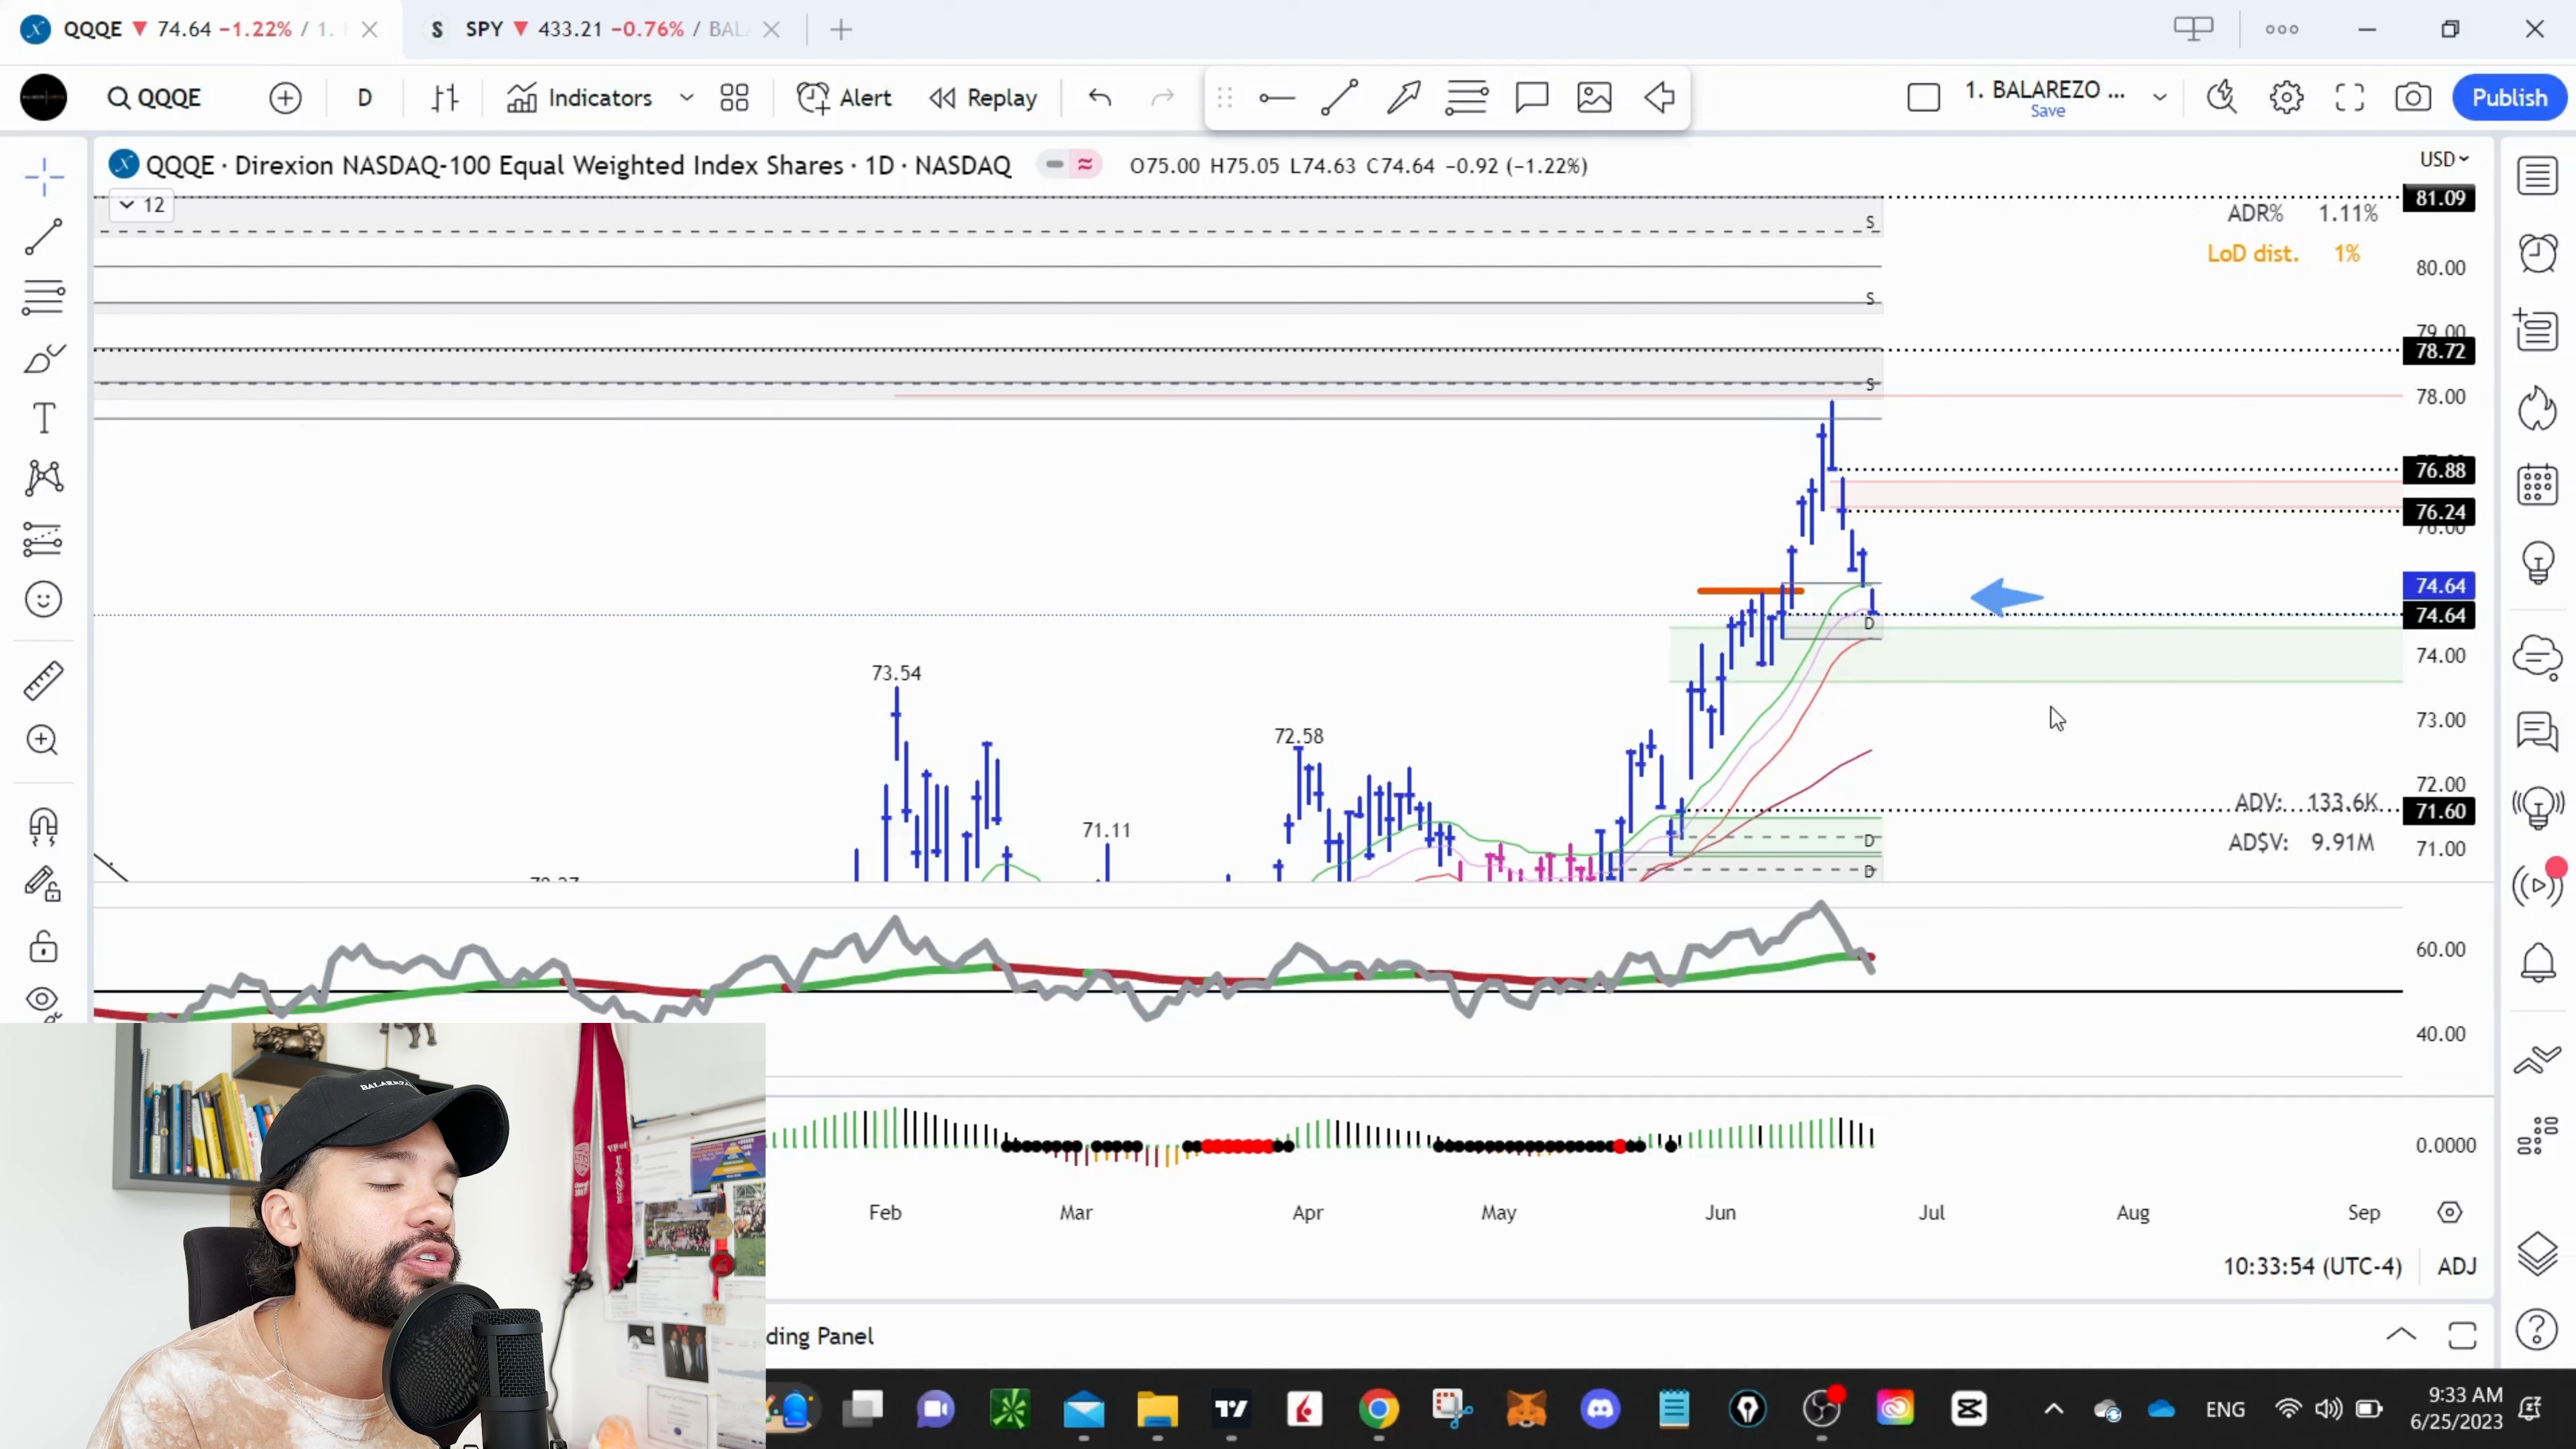 QQQE ▼ 74.64 −1.22% / 1.
S SPY ▼ 433.21 −0.76% / BAL
QQQE
D
Indicators
Alert
Replay
1. BALAREZO ...
Save
Publish
QQQE · Direxion NASDAQ-100 Equal Weighted Index Shares · 1D · NASDAQ
O75.00 H75.05 L74.63 C74.64 −0.92 (−1.22%)
USD
12
81.09
ADR% 1.11%
S
LoD dist. 1%
80.00
S
79.00
78.72
S
78.00
76.88
76.24
76.00
74.64
74.64
D
74.00
73.54
73.00
72.58
72.00
ADV: 133.6K
71.60
71.11
D
AD$V: 9.91M
71.00
D
60.00
40.00
BALAREZO
0.0000
Feb Mar Apr May Jun Jul Aug Sep
10:33:54 (UTC-4) ADJ
ding Panel
ENG
9:33 AM
6/25/2023